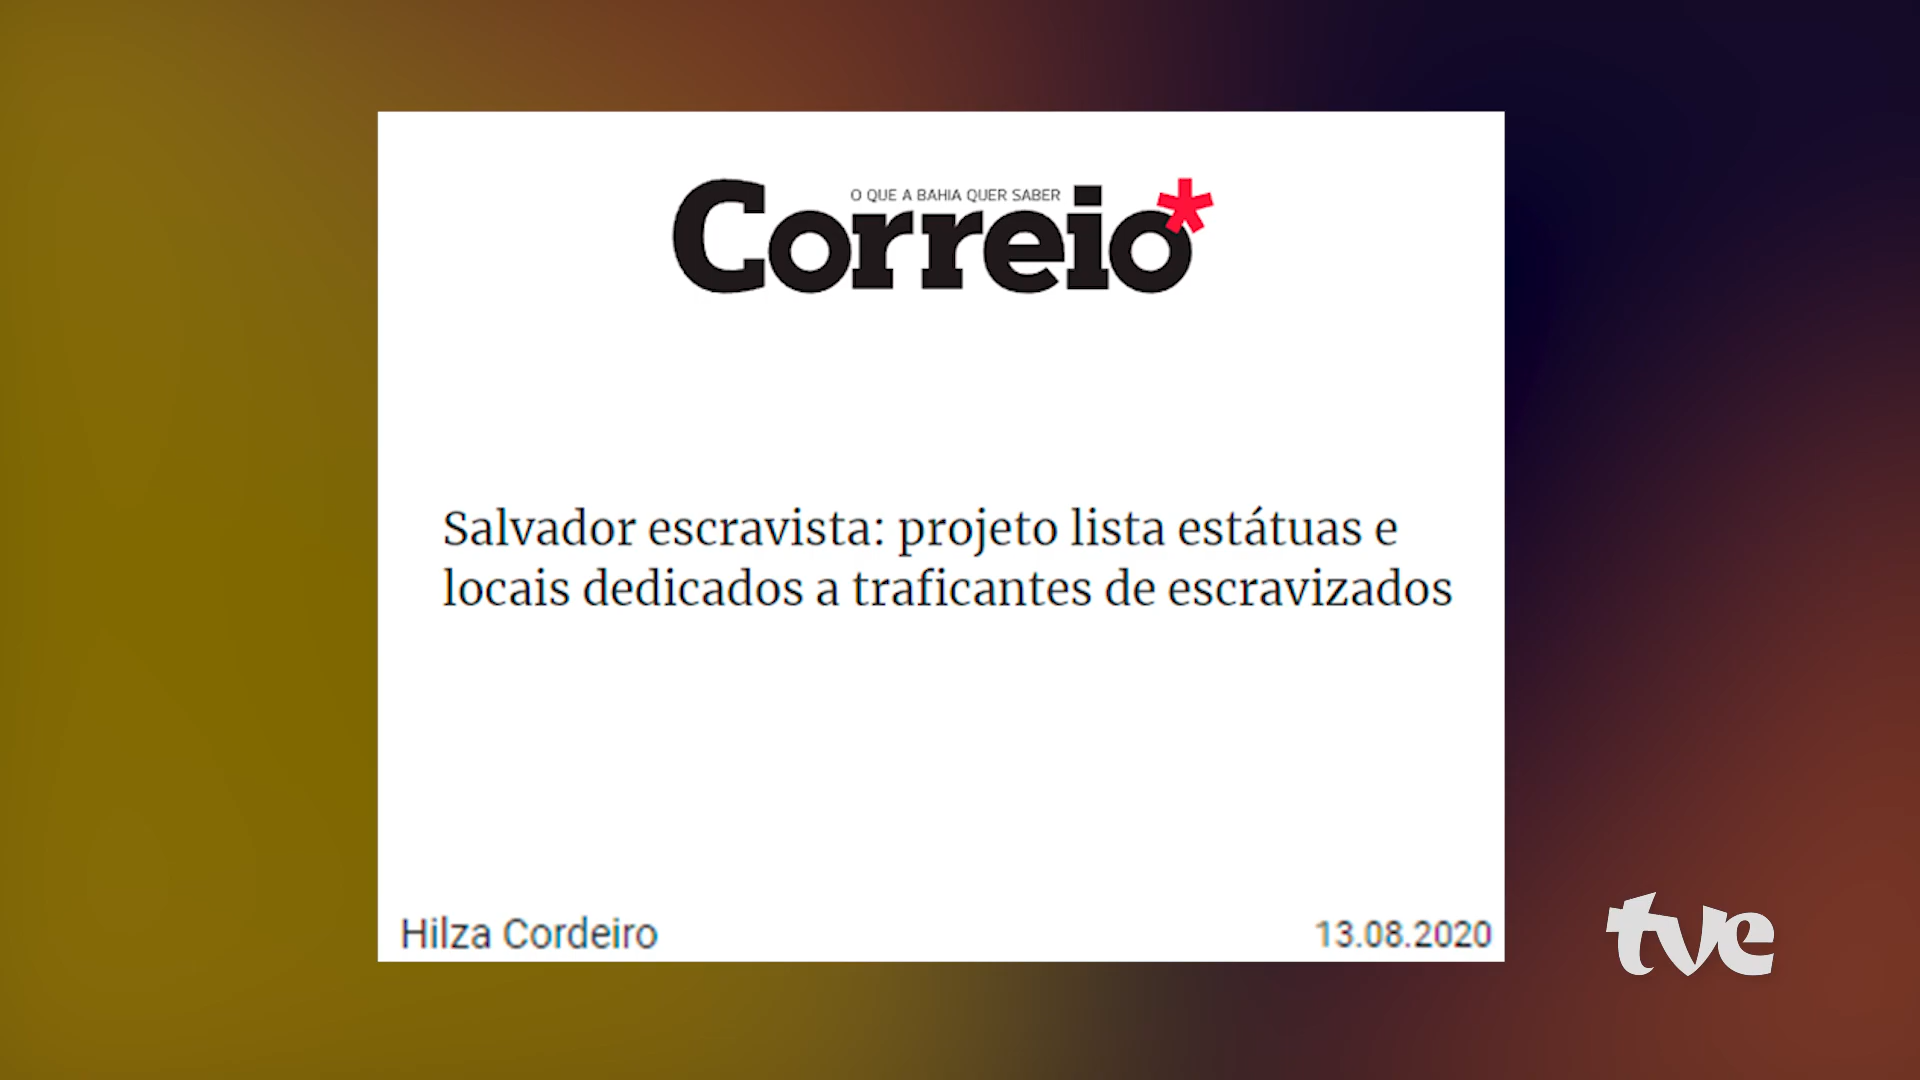 O QUE A BAHIA QUER SABER
Correio*
Salvador escravista: projeto lista estátuas e
locais dedicados a traficantes de escravizados
Hilza Cordeiro
13.08.2020
tve